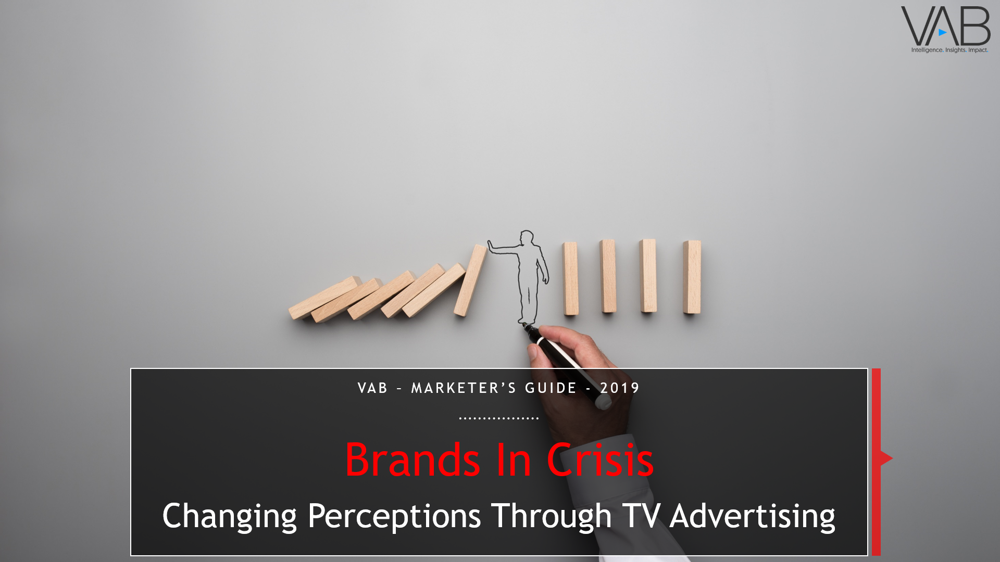 VAB
Intelligence. Insights. Impact.
VAB – MARKETER’S GUIDE - 2019
Brands In Crisis
Changing Perceptions Through TV Advertising